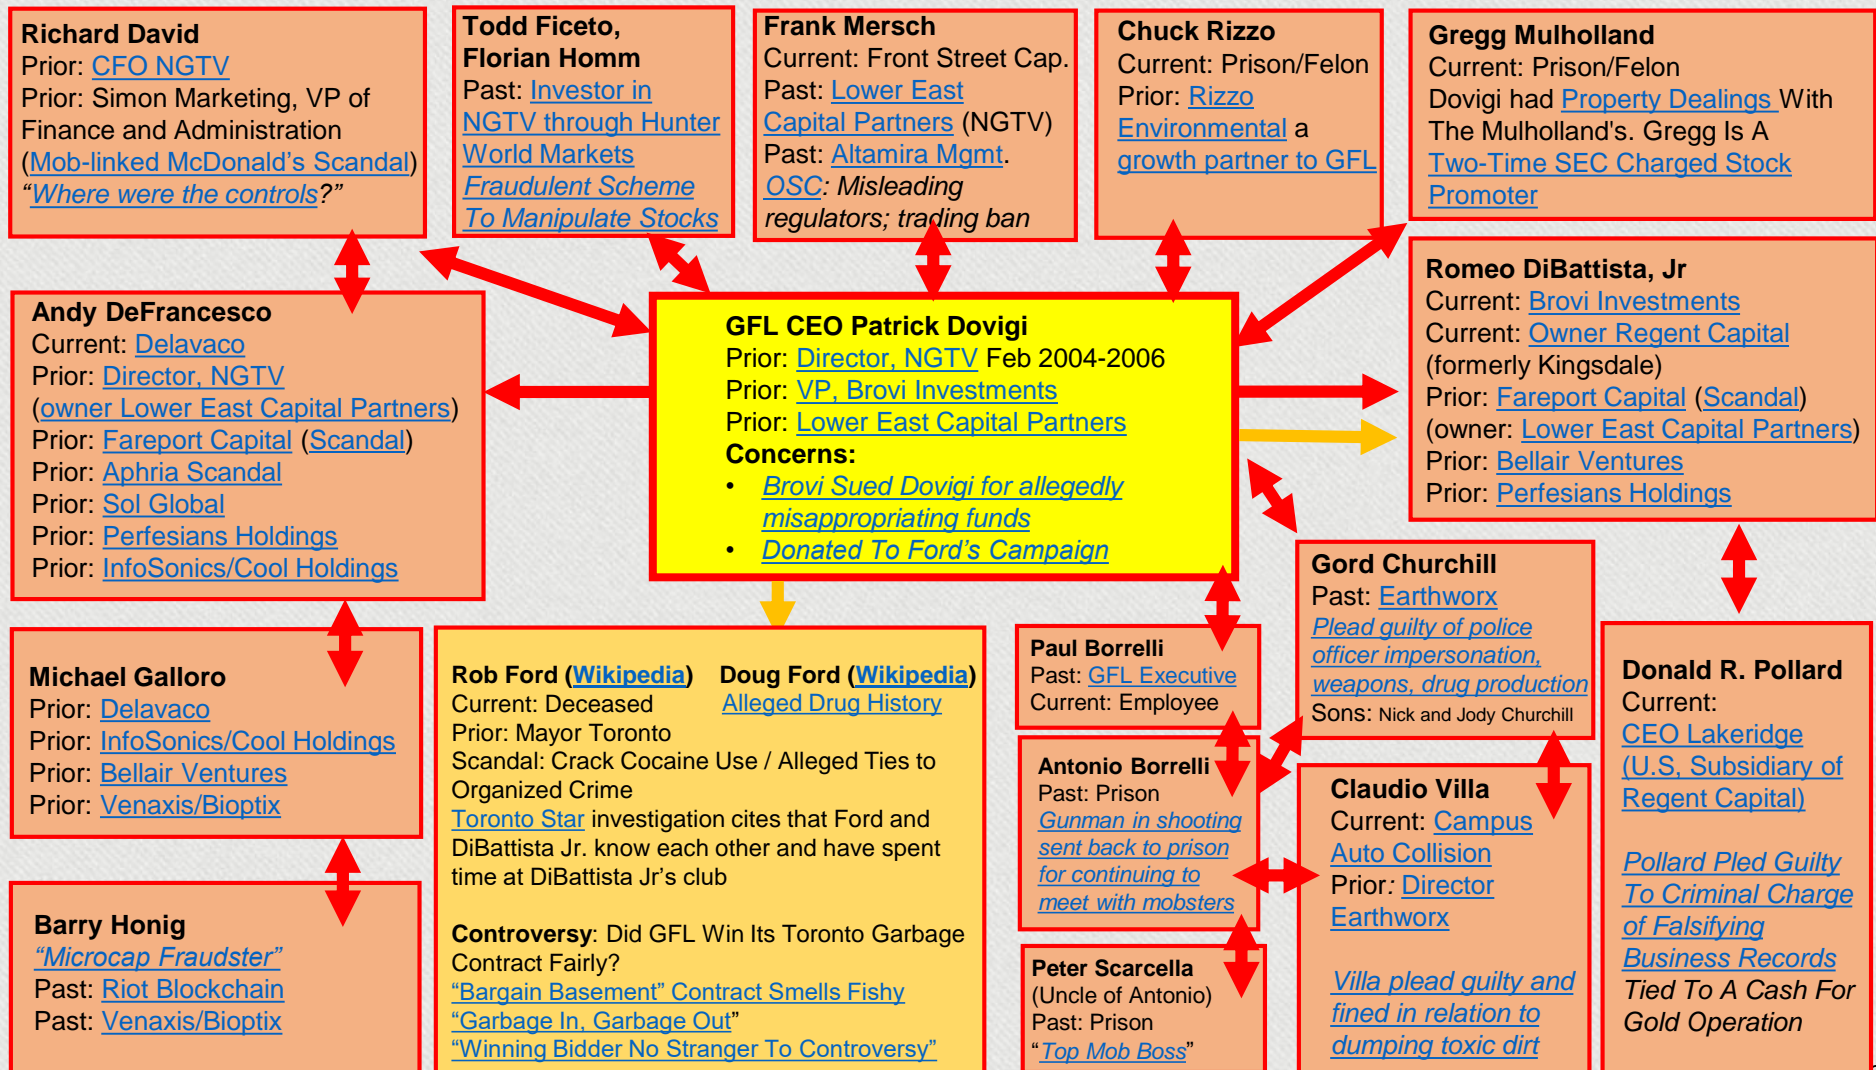 Richard David
Prior: CFO NGTV
Prior: Simon Marketing, VP of
Finance and Administration
(Mob-linked McDonald’s Scandal)
“Where were the controls?”
Todd Ficeto,
Florian Homm
Past: Investor in
NGTV through Hunter
World Markets
Fraudulent Scheme
To Manipulate Stocks
Frank Mersch
Current: Front Street Cap.
Past: Lower East
Capital Partners (NGTV)
Past: Altamira Mgmt.
OSC: Misleading
regulators; trading ban
Chuck Rizzo
Current: Prison/Felon
Prior: Rizzo
Environmental a
growth partner to GFL
Gregg Mulholland
Current: Prison/Felon
Dovigi had Property Dealings With
The Mulholland's. Gregg Is A
Two-Time SEC Charged Stock
Promoter
Andy DeFrancesco
Current: Delavaco
Prior: Director, NGTV
(owner Lower East Capital Partners)
Prior: Fareport Capital (Scandal)
Prior: Aphria Scandal
Prior: Sol Global
Prior: Perfesians Holdings
Prior: InfoSonics/Cool Holdings
GFL CEO Patrick Dovigi
Prior: Director, NGTV Feb 2004-2006
Prior: VP, Brovi Investments
Prior: Lower East Capital Partners
Concerns:
• Brovi Sued Dovigi for allegedly
misappropriating funds
• Donated To Ford’s Campaign
Romeo DiBattista, Jr
Current: Brovi Investments
Current: Owner Regent Capital
(formerly Kingsdale)
Prior: Fareport Capital (Scandal)
(owner: Lower East Capital Partners)
Prior: Bellair Ventures
Prior: Perfesians Holdings
Michael Galloro
Prior: Delavaco
Prior: InfoSonics/Cool Holdings
Prior: Bellair Ventures
Prior: Venaxis/Bioptix
Rob Ford (Wikipedia) Doug Ford (Wikipedia)
Current: Deceased Alleged Drug History
Prior: Mayor Toronto
Scandal: Crack Cocaine Use / Alleged Ties to
Organized Crime
Toronto Star investigation cites that Ford and
DiBattista Jr. know each other and have spent
time at DiBattista Jr’s club
Controversy: Did GFL Win Its Toronto Garbage
Contract Fairly?
“Bargain Basement” Contract Smells Fishy
“Garbage In, Garbage Out”
“Winning Bidder No Stranger To Controversy”
Paul Borrelli
Past: GFL Executive
Current: Employee
Gord Churchill
Past: Earthworx
Plead guilty of police
officer impersonation,
weapons, drug production
Sons: Nick and Jody Churchill
Antonio Borrelli
Past: Prison
Gunman in shooting
sent back to prison
for continuing to
meet with mobsters
Claudio Villa
Current: Campus
Auto Collision
Prior: Director
Earthworx
Villa plead guilty and
fined in relation to
dumping toxic dirt
Donald R. Pollard
Current:
CEO Lakeridge
(U.S, Subsidiary of
Regent Capital)
Pollard Pled Guilty
To Criminal Charge
of Falsifying
Business Records
Tied To A Cash For
Gold Operation
Barry Honig
“Microcap Fraudster”
Past: Riot Blockchain
Past: Venaxis/Bioptix
Peter Scarcella
(Uncle of Antonio)
Past: Prison
“Top Mob Boss”